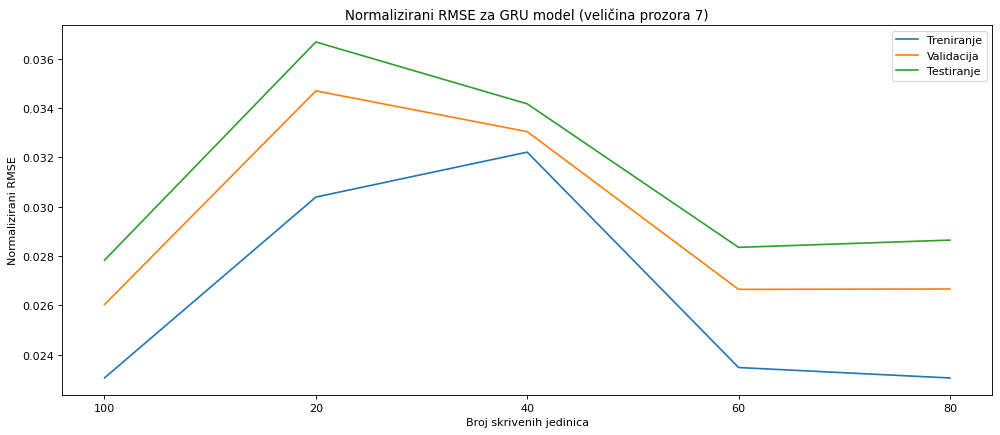 Normalizirani RMSE za GRU model (veličina prozora 7)
Treniranje
Validacija
Testiranje
Normalizirani RMSE
0.036
0.034
0.032
0.030
0.028
0.026
0.024
100 20 40 60 80
Broj skrivenih jedinica